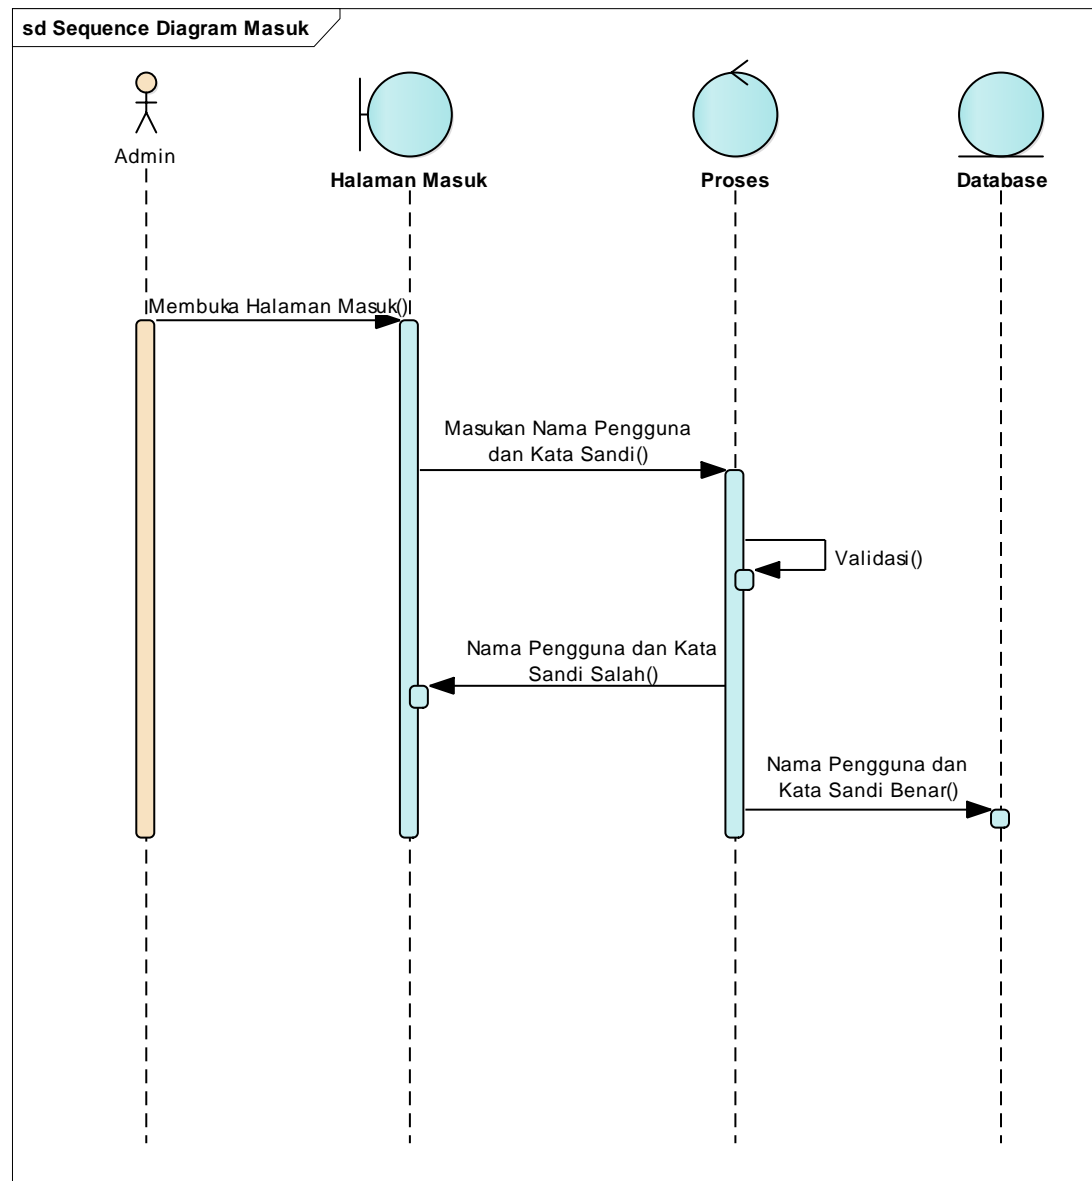 sd Sequence Diagram Masuk
Admin
Halaman Masuk
Proses
Database
Membuka Halaman Masuk()
Masukan Nama Pengguna
dan Kata Sandi()
Validasi()
Nama Pengguna dan Kata
Sandi Salah()
Nama Pengguna dan
Kata Sandi Benar()